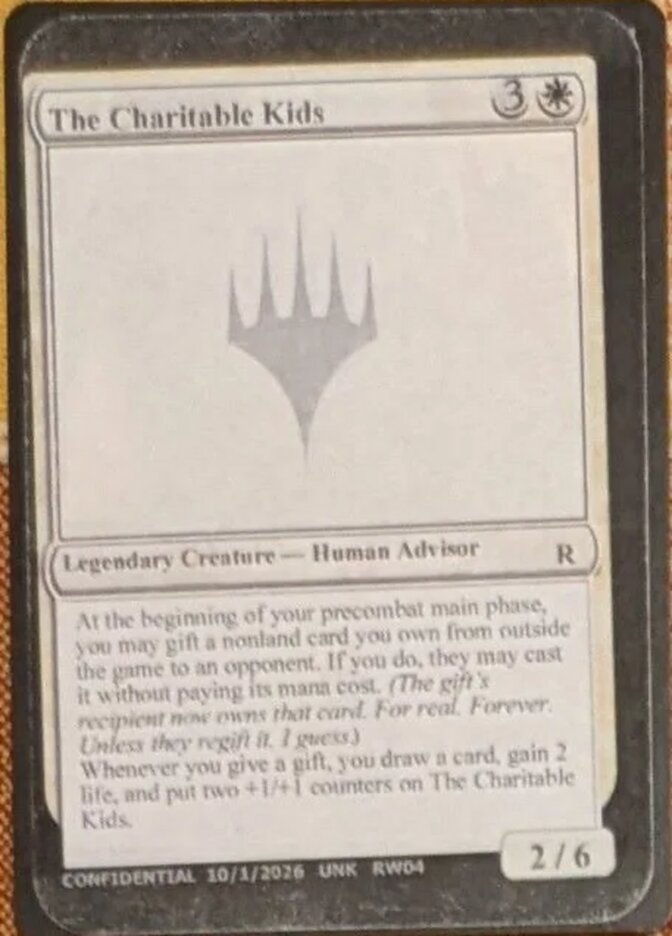 The Charitable Kids 3
Legendary Creature — Human Advisor R
At the beginning of your precombat main phase,
you may gift a nonland card you own from outside
the game to an opponent. If you do, they may cast
it without paying its mana cost. (The gift's
recipient now owns that card. For real. Forever.
Unless they regift it. I guess.)
Whenever you give a gift, you draw a card, gain 2
life, and put two +1/+1 counters on The Charitable
Kids.
2 / 6
CONFIDENTIAL 10/1/2026 UNK RW04